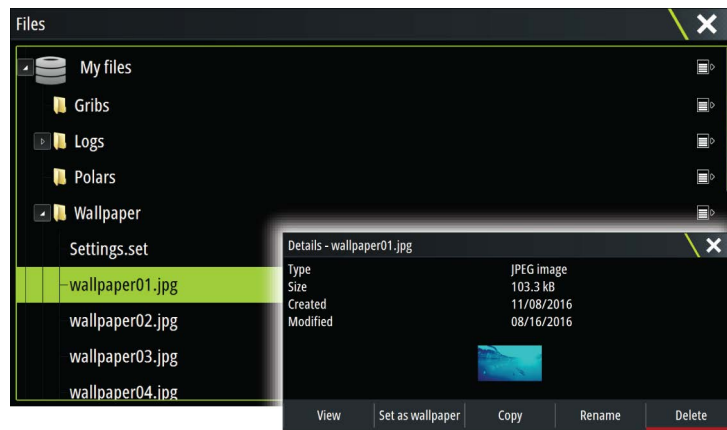 Files
My files
Gribs
Logs
Polars
Wallpaper
Settings.set
wallpaper01.jpg
wallpaper02.jpg
wallpaper03.jpg
wallpaper04.jpg
Details - wallpaper01.jpg
Type JPEG image
Size 103.3 kB
Created 11/08/2016
Modified 08/16/2016
View Set as wallpaper Copy Rename Delete